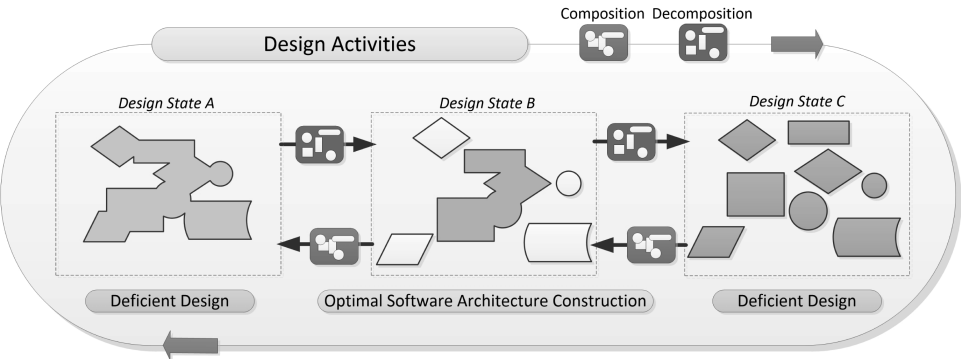 Composition Decomposition
Design Activities
Design State A
Design State B
Design State C
Deficient Design
Optimal Software Architecture Construction
Deficient Design